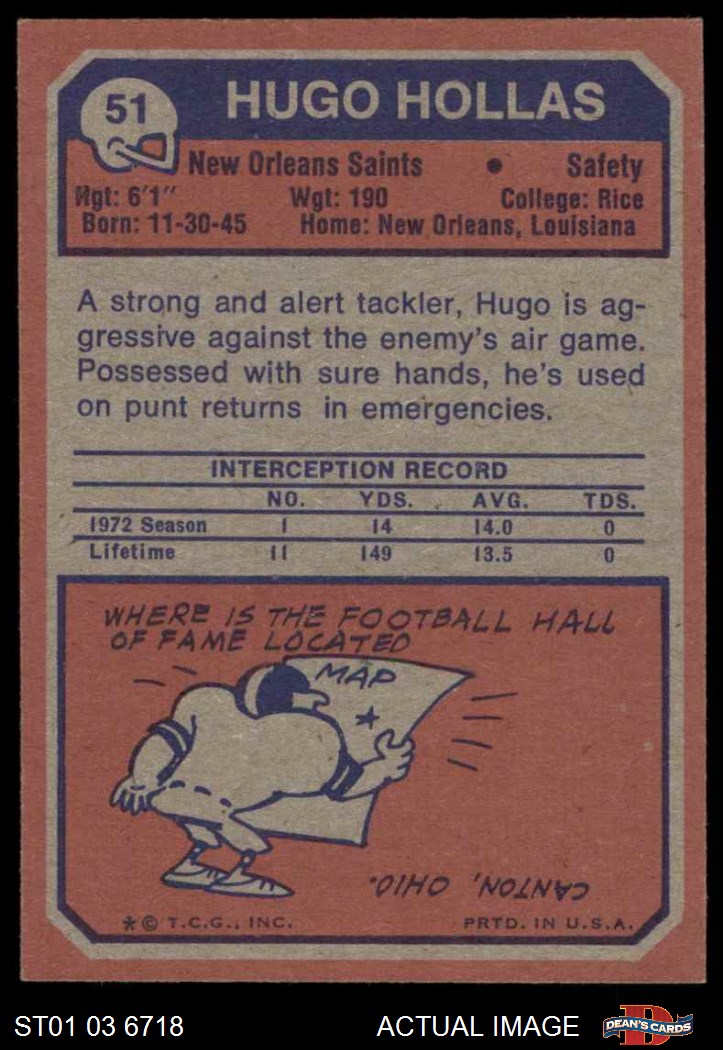 51
HUGO HOLLAS
New Orleans Saints • Safety
Hgt: 6'1" Wgt: 190 College: Rice
Born: 11-30-45 Home: New Orleans, Louisiana
A strong and alert tackler, Hugo is ag-
gressive against the enemy's air game.
Possessed with sure hands, he's used
on punt returns in emergencies.
INTERCEPTION RECORD
NO. YDS. AVG. TDS.
1972 Season 1 14 14.0 0
Lifetime 11 149 13.5 0
WHERE IS THE FOOTBALL HALL
OF FAME LOCATED
MAP
CANTON, OHIO.
* © T.C.G., INC. PRTD. IN U.S.A.
ST01 03 6718 ACTUAL IMAGE D DEAN'S CARDS